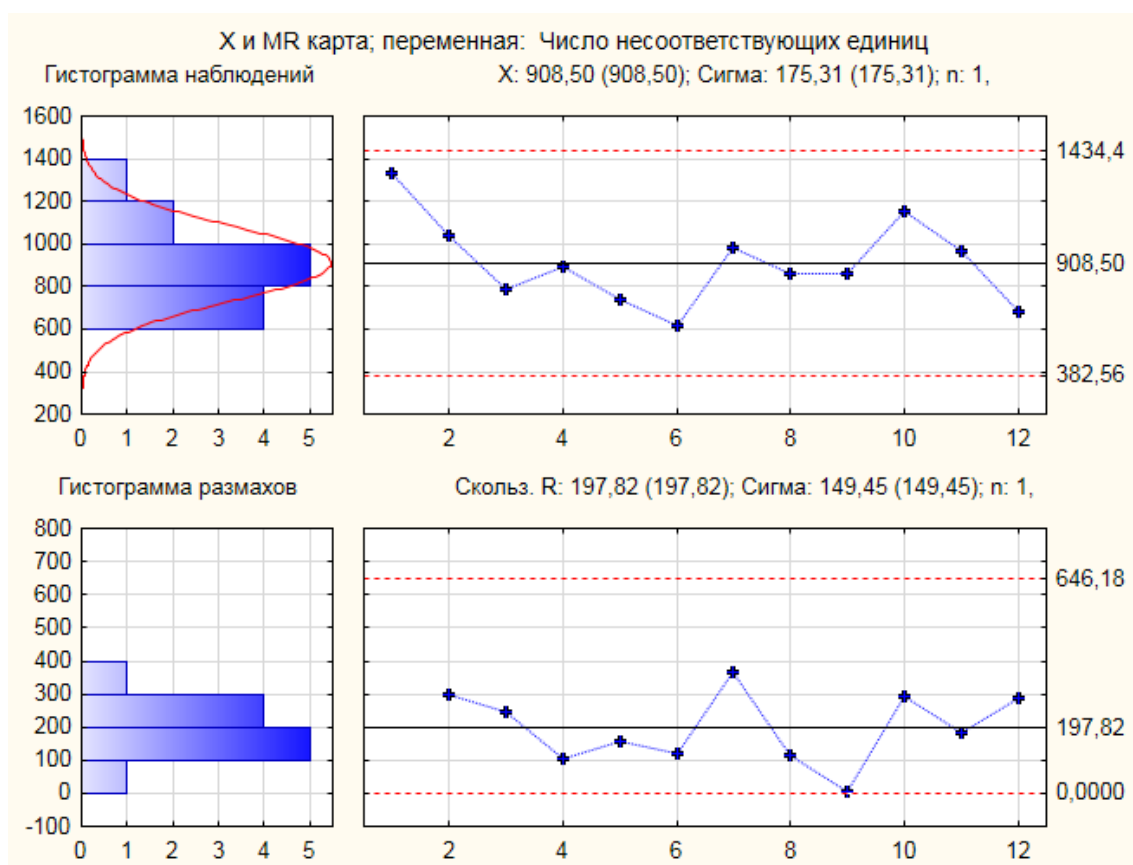 X и MR карта; переменная: Число несоответствующих единиц
Гистограмма наблюдений
X: 908,50 (908,50); Сигма: 175,31 (175,31); n: 1,
1600
1400
1200
1000
800
600
400
200
0 1 2 3 4 5
1434,4
908,50
382,56
2 4 6 8 10 12
Гистограмма размахов
Скольз. R: 197,82 (197,82); Сигма: 149,45 (149,45); n: 1,
800
700
600
500
400
300
200
100
0
-100
0 1 2 3 4 5
646,18
197,82
0,0000
2 4 6 8 10 12